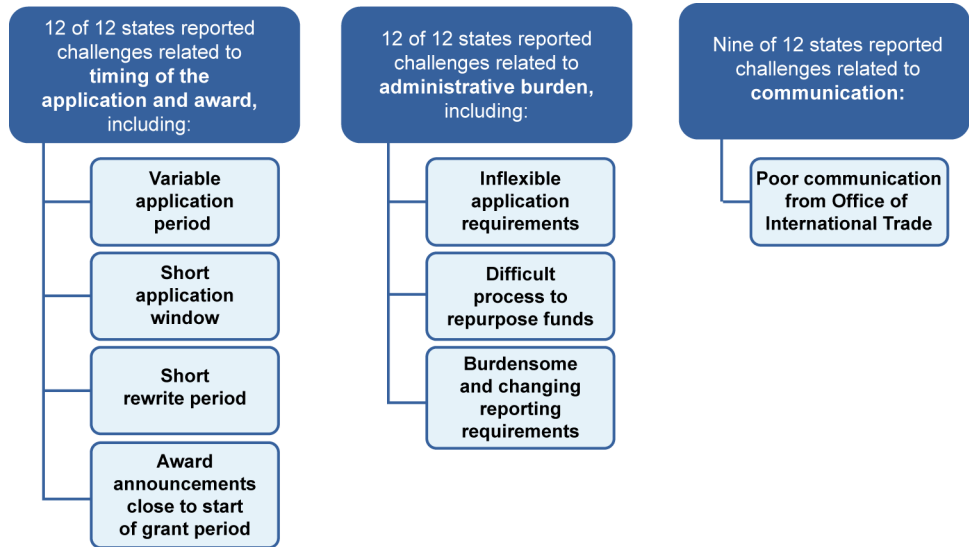 12 of 12 states reported
challenges related to
timing of the
application and award,
including:
Variable
application
period
Short
application
window
Short
rewrite period
Award
announcements
close to start
of grant period
12 of 12 states reported
challenges related to
administrative burden,
including:
Inflexible
application
requirements
Difficult
process to
repurpose funds
Burdensome
and changing
reporting
requirements
Nine of 12 states reported
challenges related to
communication:
Poor communication
from Office of
International Trade